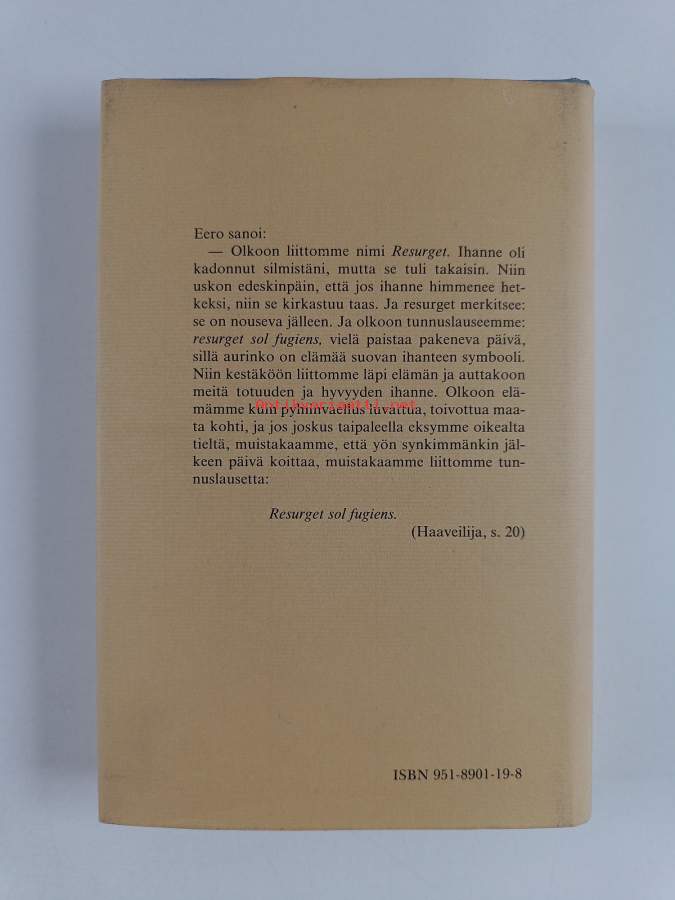 Eero sanoi:
— Olkoon liittomme nimi Resurget. Ihanne oli
kadonnut silmistäni, mutta se tuli takaisin. Niin
uskon edeskinpäin, että jos ihanne himmenee het-
keksi, niin se kirkastuu taas. Ja resurget merkitsee:
se on nouseva jälleen. Ja olkoon tunnuslauseemme:
resurget sol fugiens, vielä paistaa pakeneva päivä,
sillä aurinko on elämää suovan ihanteen symbooli.
Niin kestäköön liittomme läpi elämän ja auttakoon
meitä totuuden ja hyvyyden ihanne. Olkoon elä-
Antikvariaatti.net
mämme kuin pyhiinvaellus luvattua, toivottua maa-
ta kohti, ja jos joskus taipaleella eksymme oikealta
tieltä, muistakaamme, että yön synkimmänkin jäl-
keen päivä koittaa, muistakaamme liittomme tun-
nuslausetta:
Resurget sol fugiens.
(Haaveilija, s. 20)
ISBN 951-8901-19-8